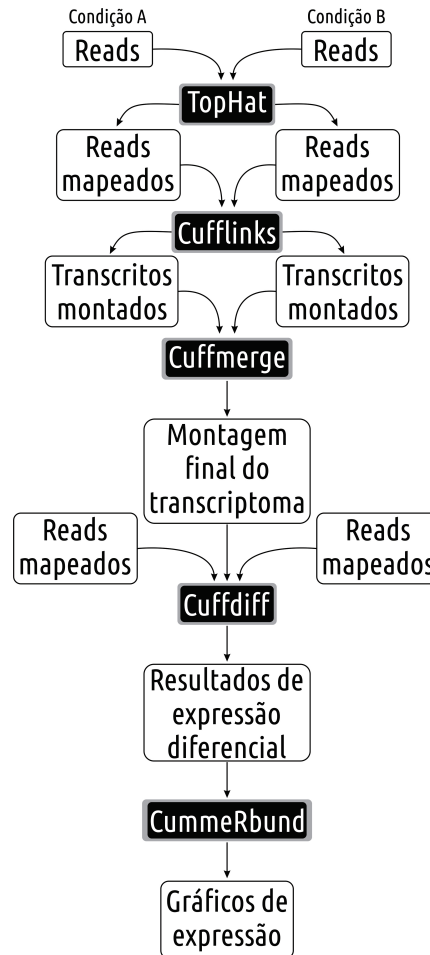 Condição A
Condição B
Reads
Reads
TopHat
Reads
mapeados
Reads
mapeados
Cufflinks
Transcritos
montados
Transcritos
montados
Cuffmerge
Montagem
final do
transcriptoma
Reads
mapeados
Reads
mapeados
Cuffdiff
Resultados de
expressão
diferencial
CummeRbund
Gráficos de
expressão